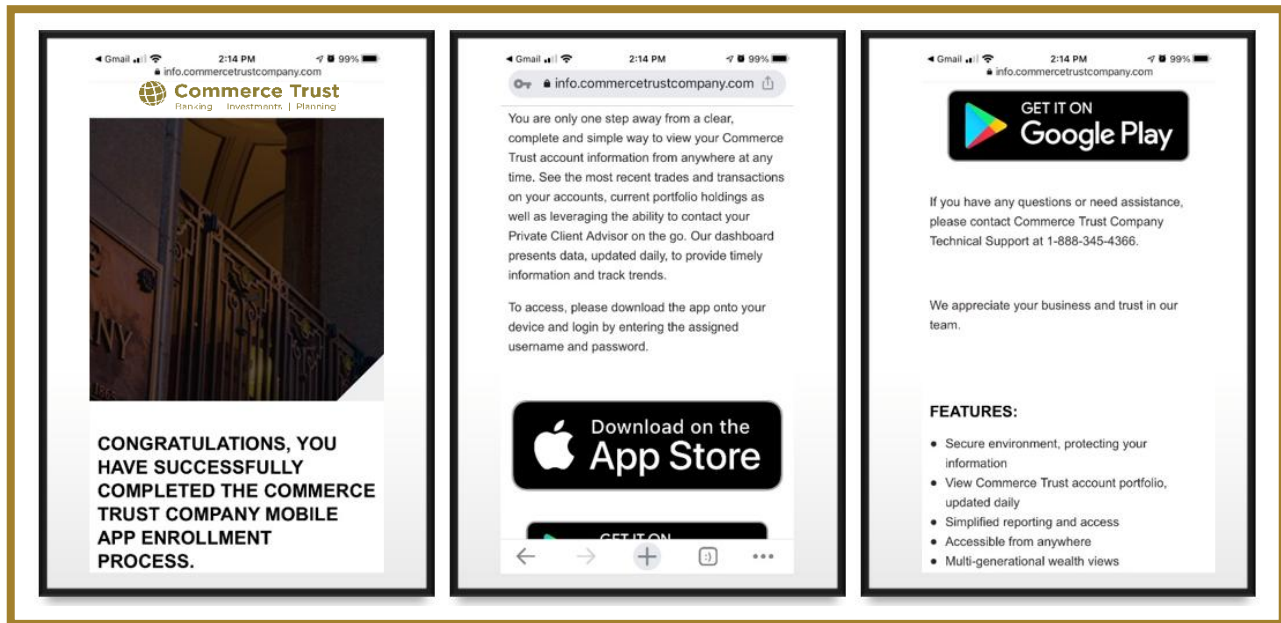 Gmail 2:14 PM 99%
info.commercetrustcompany.com
Commerce Trust
Banking Investments | Planning
NY
CONGRATULATIONS, YOU
HAVE SUCCESSFULLY
COMPLETED THE COMMERCE
TRUST COMPANY MOBILE
APP ENROLLMENT
PROCESS.
Gmail 2:14 PM 99%
info.commercetrustcompany.com
You are only one step away from a clear,
complete and simple way to view your Commerce
Trust account information from anywhere at any
time. See the most recent trades and transactions
on your accounts, current portfolio holdings as
well as leveraging the ability to contact your
Private Client Advisor on the go. Our dashboard
presents data, updated daily, to provide timely
information and track trends.
To access, please download the app onto your
device and login by entering the assigned
username and password.
Download on the
App Store
GET IT ON
:)
Gmail 2:14 PM 99%
info.commercetrustcompany.com
GET IT ON
Google Play
If you have any questions or need assistance,
please contact Commerce Trust Company
Technical Support at 1-888-345-4366.
We appreciate your business and trust in our
team.
FEATURES:
• Secure environment, protecting your
information
• View Commerce Trust account portfolio,
updated daily
• Simplified reporting and access
• Accessible from anywhere
• Multi-generational wealth views